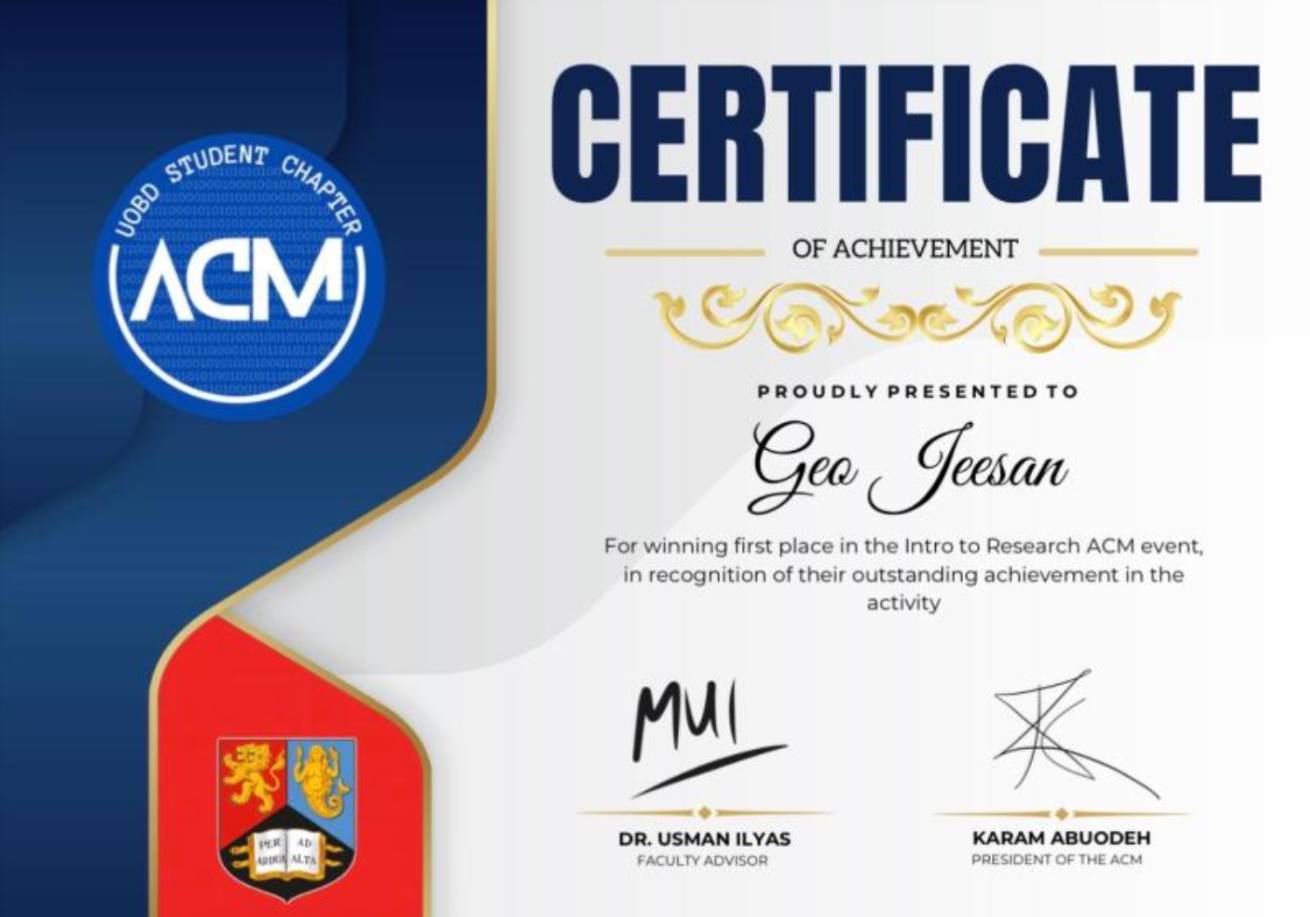 UOBD STUDENT CHAPTER
ACM
CERTIFICATE
OF ACHIEVEMENT
PROUDLY PRESENTED TO
Geo Jeesan
For winning first place in the Intro to Research ACM event,
in recognition of their outstanding achievement in the
activity
MUI
DR. USMAN ILYAS
FACULTY ADVISOR
KARAM ABUODEH
PRESIDENT OF THE ACM
PER AD
ARDUA ALTA